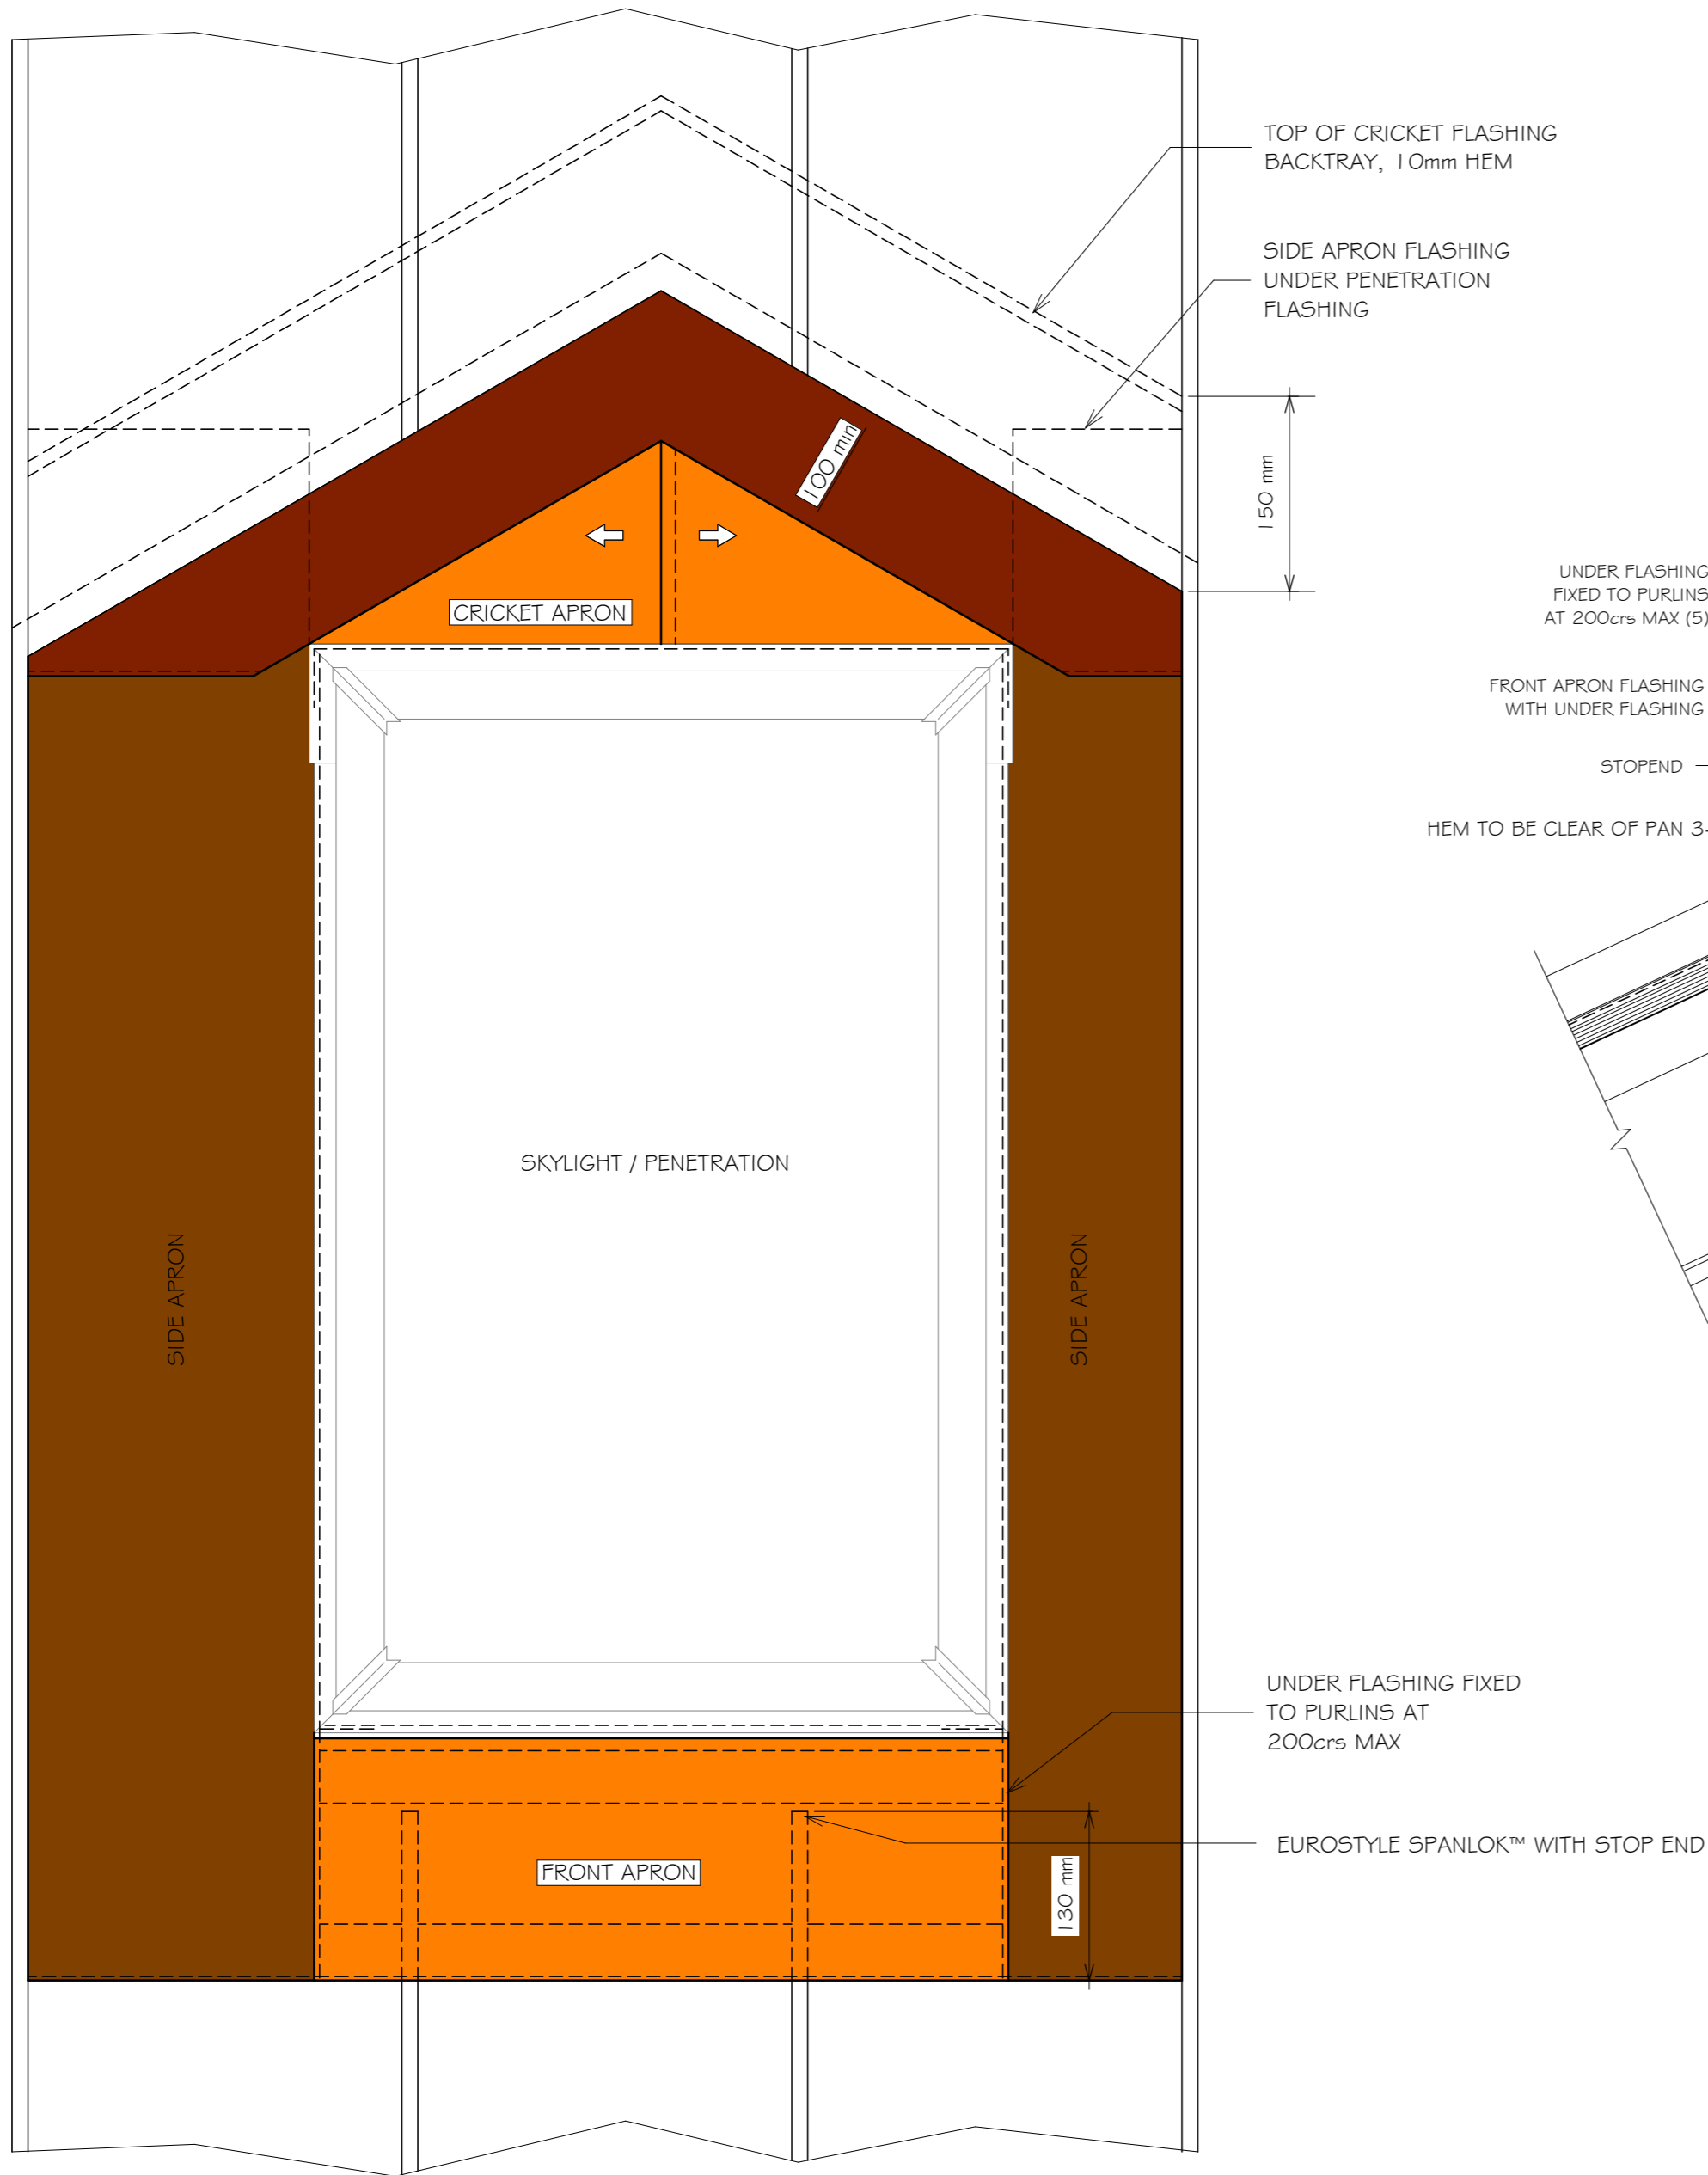 TOP OF CRICKET FLASHING
BACKTRAY, 10mm HEM
SIDE APRON FLASHING
UNDER PENETRATION
FLASHING
100 min
150 mm
CRICKET APRON
UNDER FLASHING
FIXED TO PURLINS
AT 200crs MAX (5)
FRONT APRON FLASHING
WITH UNDER FLASHING
STOPEND
HEM TO BE CLEAR OF PAN 3-
SKYLIGHT / PENETRATION
SIDE APRON
SIDE APRON
UNDER FLASHING FIXED
TO PURLINS AT
200crs MAX
EUROSTYLE SPANLOK™ WITH STOP END
FRONT APRON
130 mm